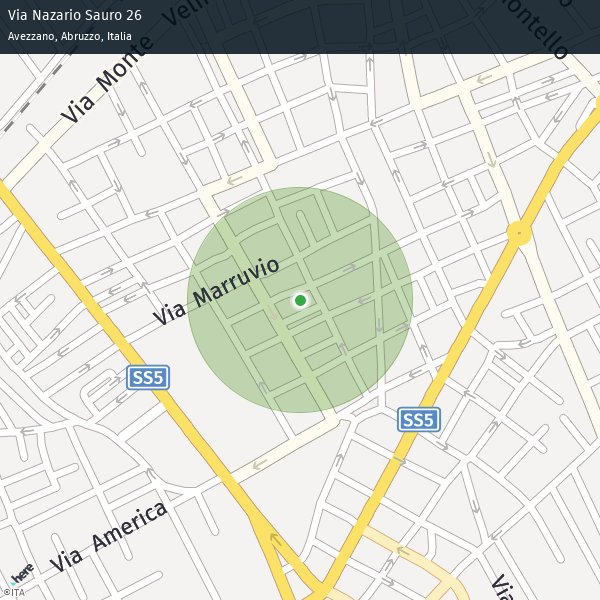 Via Nazario Sauro 26
Avezzano, Abruzzo, Italia
Via Monte Veli
Montello
Via Marruvio
SS5
SS5
Via America
Via
here
©ITA